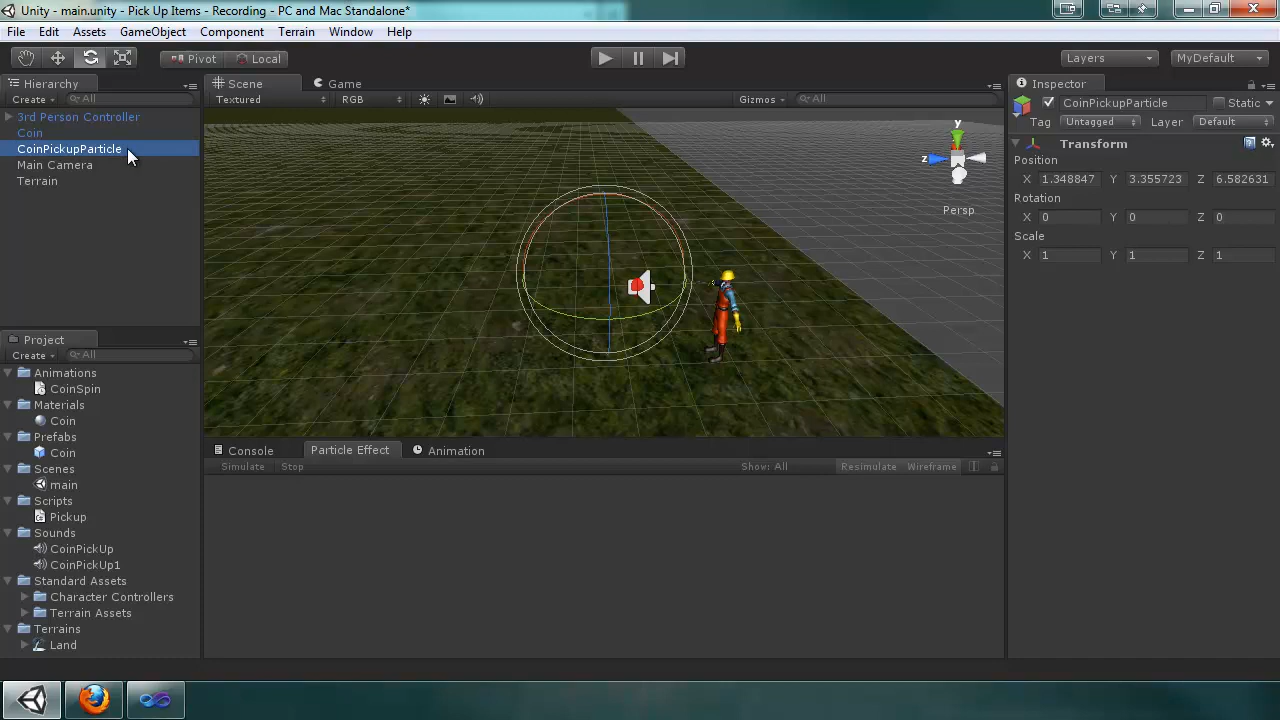 Unity - main.unity - Pick Up Items - Recording - PC and Mac Standalone*
File Edit Assets GameObject Component Terrain Window Help
Pivot Local Layers MyDefault
Hierarchy
Create All
3rd Person Controller
Coin
CoinPickupParticle
Main Camera
Terrain
Scene Game
Textured RGB Gizmos All
y
z
Persp
Inspector
CoinPickupParticle Static
Tag Untagged Layer Default
Transform
Position
X 1.348847 Y 3.355723 Z 6.582631
Rotation
X 0 Y 0 Z 0
Scale
X 1 Y 1 Z 1
Project
Create All
Animations
CoinSpin
Materials
Coin
Prefabs
Coin
Scenes
main
Scripts
Pickup
Sounds
CoinPickUp
CoinPickUp1
Standard Assets
Character Controllers
Terrain Assets
Terrains
Land
Console Particle Effect Animation
Simulate Stop Show: All Resimulate Wireframe